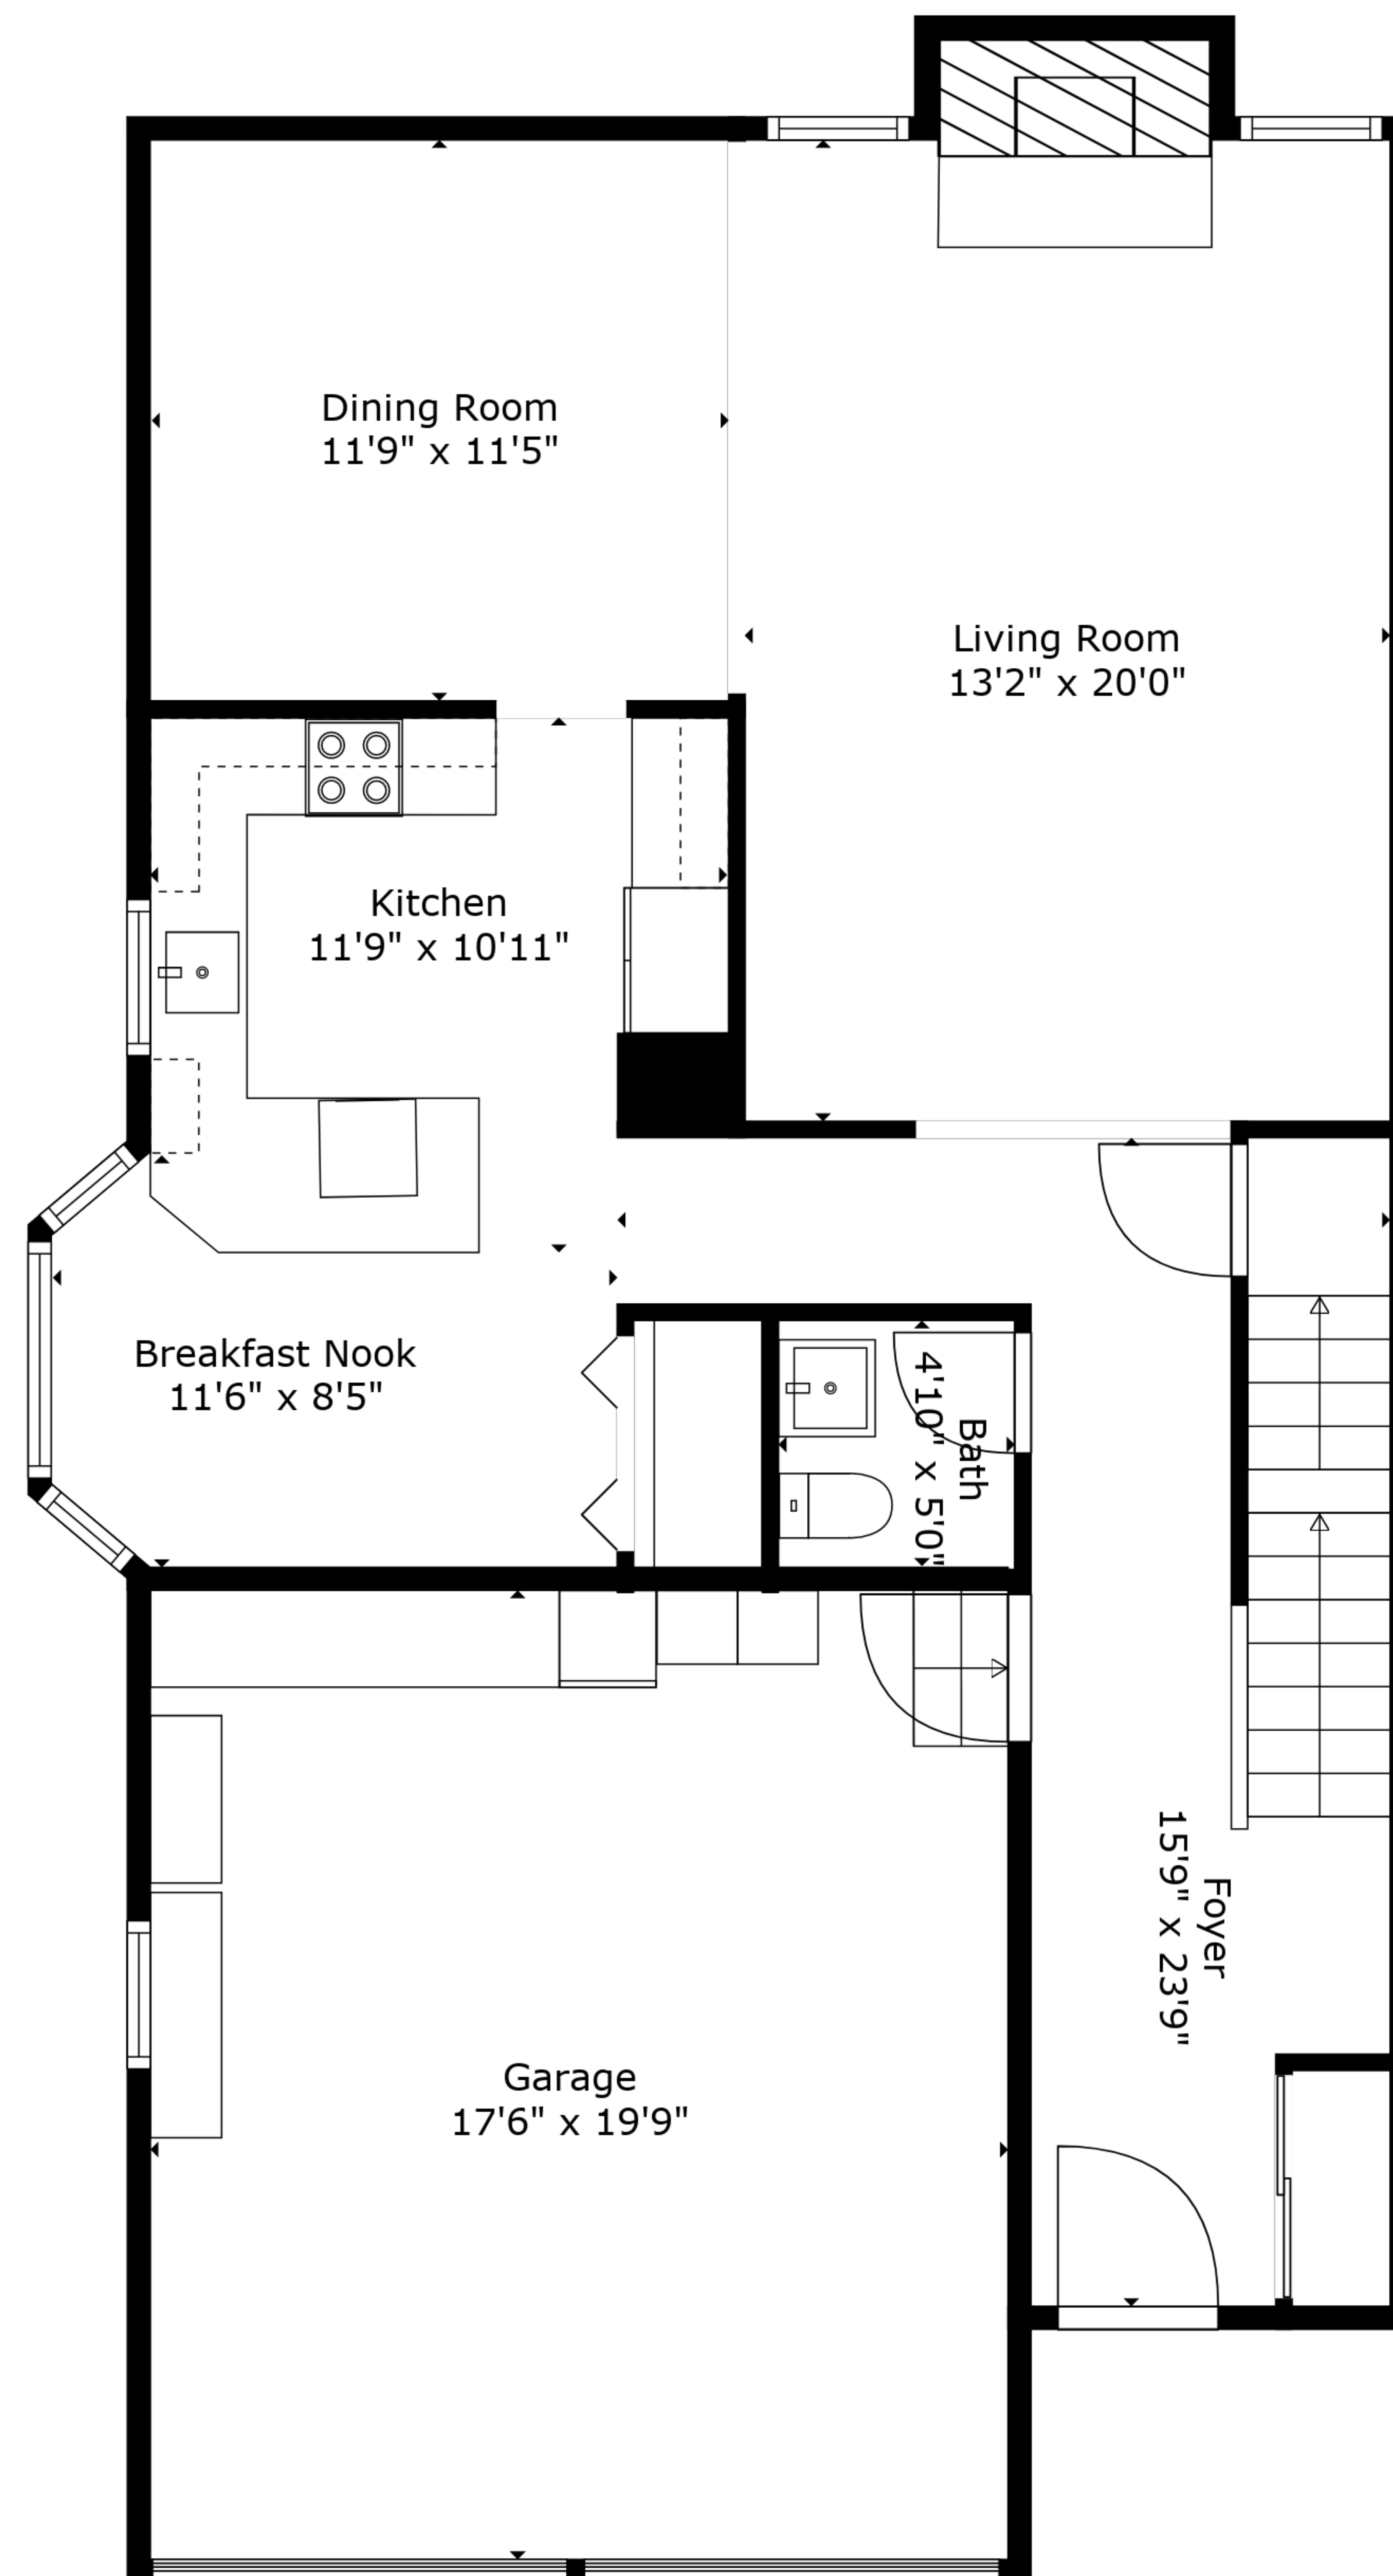 Dining Room
11'9" x 11'5"
Living Room
13'2" x 20'0"
Kitchen
11'9" x 10'11"
Breakfast Nook
11'6" x 8'5"
Bath
4'10" x 5'0"
Foyer
15'9" x 23'9"
Garage
17'6" x 19'9"